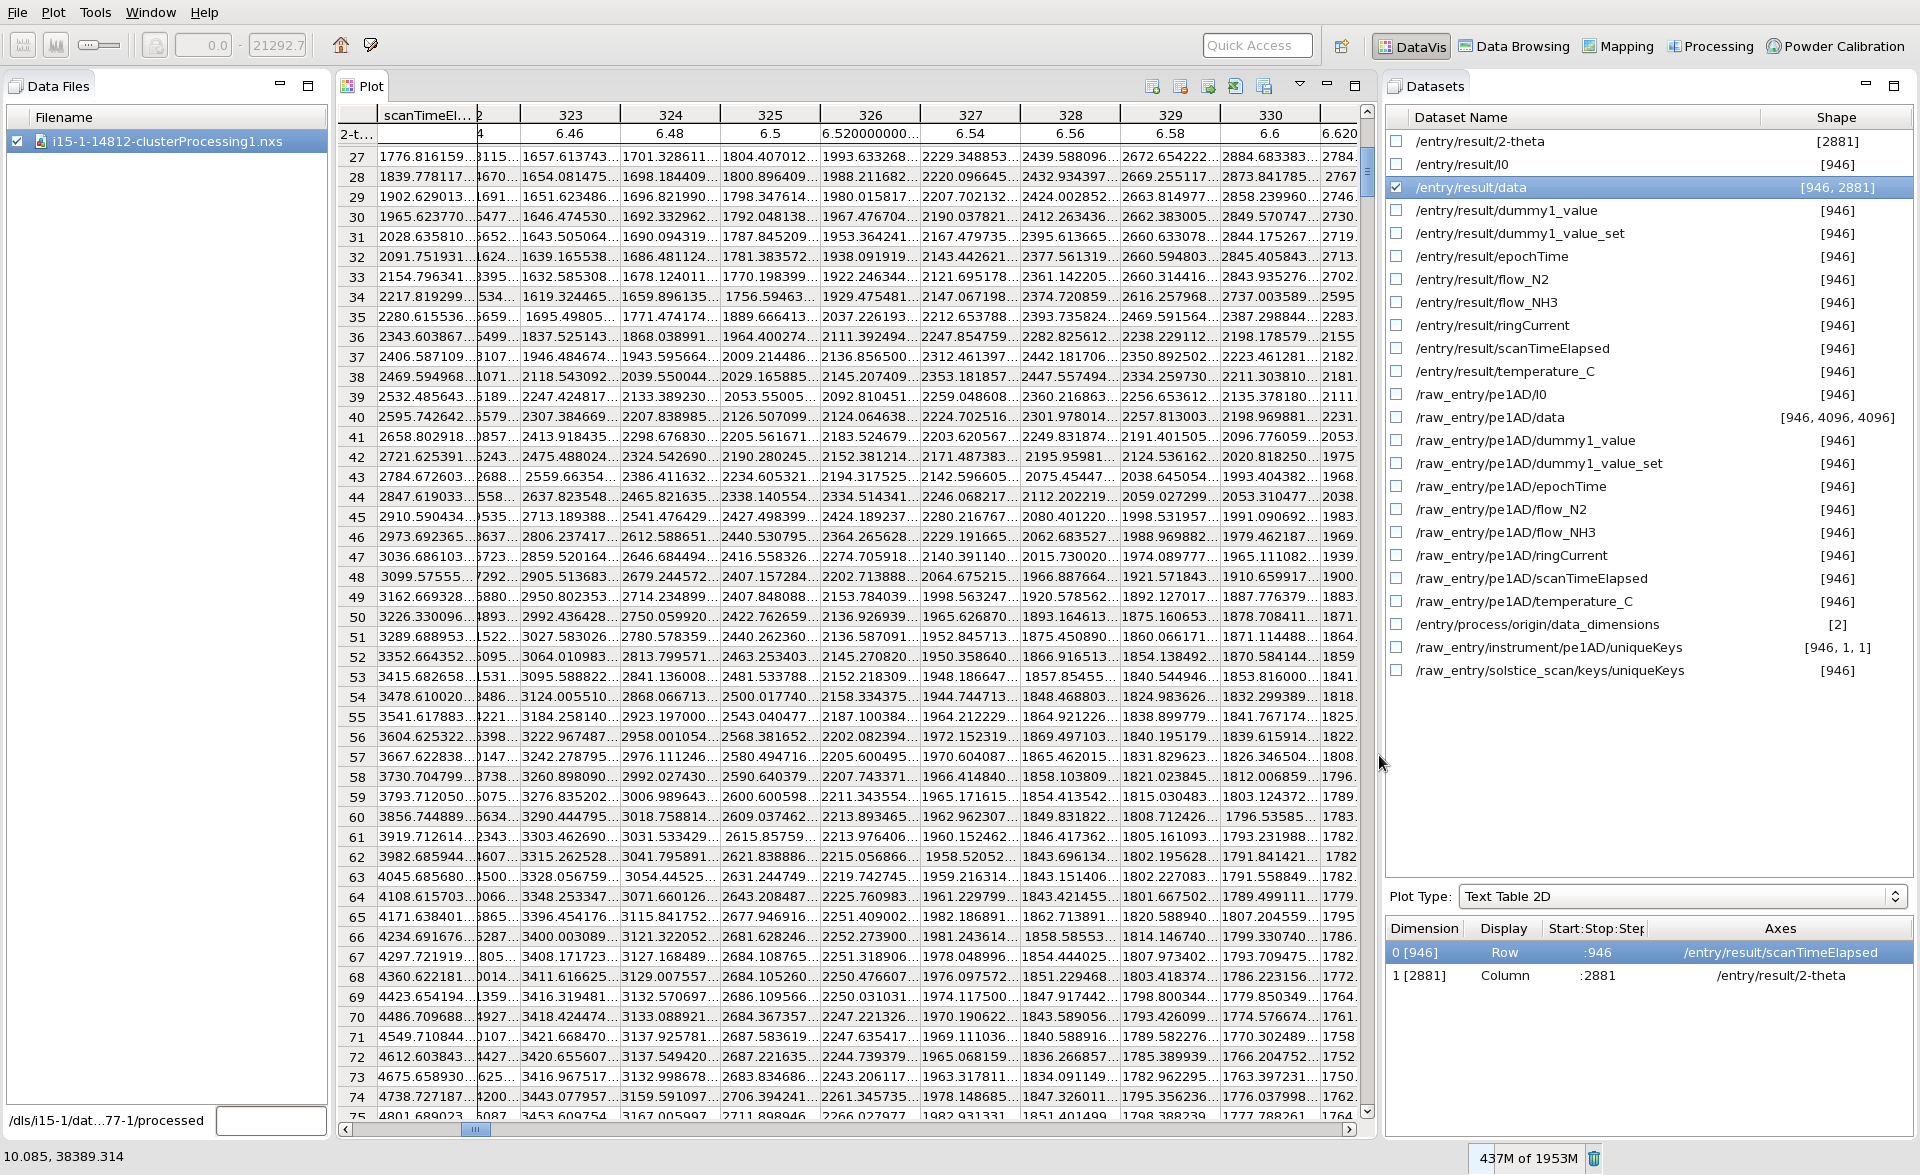 File Plot Tools Window Help
0.0 - 21292.7 Quick Access DataVis Data Browsing Mapping Processing Powder Calibration
Data Files
Filename
i15-1-14812-clusterProcessing1.nxs
/dls/i15-1/dat...77-1/processed
Plot
scanTimeEl... 2 323 324 325 326 327 328 329 330
2-t... 4 6.46 6.48 6.5 6.520000000... 6.54 6.56 6.58 6.6 6.620
27 1776.816159... 1657.613743... 1701.328611... 1804.407012... 1993.633268... 2229.348853... 2439.588096... 2672.654222... 2884.683383... 2784.
28 1839.778117... 1654.081475... 1698.184409... 1800.896409... 1988.211682... 2220.096645... 2432.934397... 2669.255117... 2873.841785... 2767
29 1902.629013... 1651.623486... 1696.821990... 1798.347614... 1980.015817... 2207.702132... 2424.002852... 2663.814977... 2858.239960... 2746.
30 1965.623770... 1646.474530... 1692.332962... 1792.048138... 1967.476704... 2190.037821... 2412.263436... 2662.383005... 2849.570747... 2730.
31 2028.635810... 1643.505064... 1690.094319... 1787.845209... 1953.364241... 2167.479735... 2395.613665... 2660.633078... 2844.175267... 2719.
32 2091.751931... 1639.165538... 1686.481124... 1781.383572... 1938.091919... 2143.442621... 2377.561319... 2660.594803... 2845.405843... 2713.
33 2154.796341... 1632.585308... 1678.124011... 1770.198399... 1922.246344... 2121.695178... 2361.142205... 2660.314416... 2843.935276... 2702.
34 2217.819299... 1619.324465... 1659.896135... 1756.59463... 1929.475481... 2147.067198... 2374.720859... 2616.257968... 2737.003589... 2595
35 2280.615536... 1695.49805... 1771.474174... 1889.666413... 2037.226193... 2212.653788... 2393.735824... 2469.591564... 2387.298844... 2283.
36 2343.603867... 1837.525143... 1868.038991... 1964.400274... 2111.392494... 2247.854759... 2282.825612... 2238.229112... 2198.178579... 2155
37 2406.587109... 1946.484674... 1943.595664... 2009.214486... 2136.856500... 2312.461397... 2442.181706... 2350.892502... 2223.461281... 2182.
38 2469.594968... 2118.543092... 2039.550044... 2029.165885... 2145.207409... 2353.181857... 2447.557494... 2334.259730... 2211.303810... 2181.
39 2532.485643... 2247.424817... 2133.389230... 2053.55005... 2092.810451... 2259.048608... 2360.216863... 2256.653612... 2135.378180... 2111.
40 2595.742642... 2307.384669... 2207.838985... 2126.507099... 2124.064638... 2224.702516... 2301.978014... 2257.813003... 2198.969881... 2231.
41 2658.802918... 2413.918435... 2298.676830... 2205.561671... 2183.524679... 2203.620567... 2249.831874... 2191.401505... 2096.776059... 2053.
42 2721.625391... 2475.488024... 2324.542690... 2190.280245... 2152.381214... 2171.487383... 2195.95981... 2124.536162... 2020.818250... 1975
43 2784.672603... 2559.66354... 2386.411632... 2234.605321... 2194.317525... 2142.596605... 2075.45447... 2038.645054... 1993.404382... 1968.
44 2847.619033... 2637.823548... 2465.821635... 2338.140554... 2334.514341... 2246.068217... 2112.202219... 2059.027299... 2053.310477... 2038.
45 2910.590434... 2713.189388... 2541.476429... 2427.498399... 2424.189237... 2280.216767... 2080.401220... 1998.531957... 1991.090692... 1983.
46 2973.692365... 2806.237417... 2612.588651... 2440.530795... 2364.265628... 2229.191665... 2062.683527... 1988.969882... 1979.462187... 1969.
47 3036.686103... 2859.520164... 2646.684494... 2416.558326... 2274.705918... 2140.391140... 2015.730020... 1974.089777... 1965.111082... 1939.
48 3099.57555... 2905.513683... 2679.244572... 2407.157284... 2202.713888... 2064.675215... 1966.887664... 1921.571843... 1910.659917... 1900.
49 3162.669328... 2950.802353... 2714.234899... 2407.848088... 2153.784039... 1998.563247... 1920.578562... 1892.127017... 1887.776379... 1883.
50 3226.330096... 2992.436428... 2750.059920... 2422.762659... 2136.926939... 1965.626870... 1893.164613... 1875.160653... 1878.708411... 1871.
51 3289.688953... 3027.583026... 2780.578359... 2440.262360... 2136.587091... 1952.845713... 1875.450890... 1860.066171... 1871.114488... 1864.
52 3352.664352... 3064.010983... 2813.799571... 2463.253403... 2145.270820... 1950.358640... 1866.916513... 1854.138492... 1870.584144... 1859
53 3415.682658... 3095.588822... 2841.136008... 2481.533788... 2152.218309... 1948.186647... 1857.85455... 1840.544946... 1853.816000... 1841.
54 3478.610020... 3124.005510... 2868.066713... 2500.017740... 2158.334375... 1944.744713... 1848.468803... 1824.983626... 1832.299389... 1818.
55 3541.617883... 3184.258140... 2923.197000... 2543.040477... 2187.100384... 1964.212229... 1864.921226... 1838.899779... 1841.767174... 1825.
56 3604.625322... 3222.967487... 2958.001054... 2568.381652... 2202.082394... 1972.152319... 1869.497103... 1840.195179... 1839.615914... 1822.
57 3667.622838... 3242.278795... 2976.111246... 2580.494716... 2205.600495... 1970.604087... 1865.462015... 1831.829623... 1826.346504... 1808.
58 3730.704799... 3260.898090... 2992.027430... 2590.640379... 2207.743371... 1966.414840... 1858.103809... 1821.023845... 1812.006859... 1796.
59 3793.712050... 3276.835202... 3006.989643... 2600.600598... 2211.343554... 1965.171615... 1854.413542... 1815.030483... 1803.124372... 1789.
60 3856.744889... 3290.444795... 3018.758814... 2609.037462... 2213.893465... 1962.962307... 1849.831822... 1808.712426... 1796.53585... 1783.
61 3919.712614... 3303.462690... 3031.533429... 2615.85759... 2213.976406... 1960.152462... 1846.417362... 1805.161093... 1793.231988... 1782.
62 3982.685944... 3315.262528... 3041.795891... 2621.838886... 2215.056866... 1958.52052... 1843.696134... 1802.195628... 1791.841421... 1782
63 4045.685680... 3328.056759... 3054.44525... 2631.244749... 2219.742745... 1959.216314... 1843.151406... 1802.227083... 1791.558849... 1782.
64 4108.615703... 3348.253347... 3071.660126... 2643.208487... 2225.760983... 1961.229799... 1843.421455... 1801.667502... 1789.499111... 1779.
65 4171.638401... 3396.454176... 3115.841752... 2677.946916... 2251.409002... 1982.186891... 1862.713891... 1820.588940... 1807.204559... 1795
66 4234.691676... 3400.003089... 3121.322052... 2681.628246... 2252.273900... 1981.243614... 1858.58553... 1814.146740... 1799.330740... 1786.
67 4297.721919... 3408.171723... 3127.168489... 2684.108765... 2251.318906... 1978.048996... 1854.444025... 1807.973402... 1793.709475... 1782.
68 4360.622181... 3411.616625... 3129.007557... 2684.105260... 2250.476607... 1976.097572... 1851.229468... 1803.418374... 1786.223156... 1772.
69 4423.654194... 3416.319481... 3132.570697... 2686.109566... 2250.031031... 1974.117500... 1847.917442... 1798.800344... 1779.850349... 1764.
70 4486.709688... 3418.424474... 3133.088921... 2684.367357... 2247.221326... 1970.190622... 1843.589056... 1793.426099... 1774.576674... 1761.
71 4549.710844... 3421.668470... 3137.925781... 2687.583619... 2247.635417... 1969.111036... 1840.588916... 1789.582276... 1770.302489... 1758
72 4612.603843... 3420.655607... 3137.549420... 2687.221635... 2244.739379... 1965.068159... 1836.266857... 1785.389939... 1766.204752... 1752
73 4675.658930... 3416.967517... 3132.998678... 2683.834686... 2243.206117... 1963.317811... 1834.091149... 1782.962295... 1763.397231... 1750.
74 4738.727187... 3443.077957... 3159.591097... 2706.394241... 2261.345735... 1978.148685... 1847.326011... 1795.356236... 1776.037998... 1762.
75 4801.689023... 3453.609754... 3167.005997... 2711.898946... 2266.027977... 1982.931331... 1851.401499... 1798.388239... 1777.788261... 1764.
Datasets
Dataset Name Shape
/entry/result/2-theta [2881]
/entry/result/I0 [946]
/entry/result/data [946, 2881]
/entry/result/dummy1_value [946]
/entry/result/dummy1_value_set [946]
/entry/result/epochTime [946]
/entry/result/flow_N2 [946]
/entry/result/flow_NH3 [946]
/entry/result/ringCurrent [946]
/entry/result/scanTimeElapsed [946]
/entry/result/temperature_C [946]
/raw_entry/pe1AD/I0 [946]
/raw_entry/pe1AD/data [946, 4096, 4096]
/raw_entry/pe1AD/dummy1_value [946]
/raw_entry/pe1AD/dummy1_value_set [946]
/raw_entry/pe1AD/epochTime [946]
/raw_entry/pe1AD/flow_N2 [946]
/raw_entry/pe1AD/flow_NH3 [946]
/raw_entry/pe1AD/ringCurrent [946]
/raw_entry/pe1AD/scanTimeElapsed [946]
/raw_entry/pe1AD/temperature_C [946]
/entry/process/origin/data_dimensions [2]
/raw_entry/instrument/pe1AD/uniqueKeys [946, 1, 1]
/raw_entry/solstice_scan/keys/uniqueKeys [946]
Plot Type: Text Table 2D
Dimension Display Start:Stop:Step Axes
0 [946] Row :946 /entry/result/scanTimeElapsed
1 [2881] Column :2881 /entry/result/2-theta
10.085, 38389.314
437M of 1953M